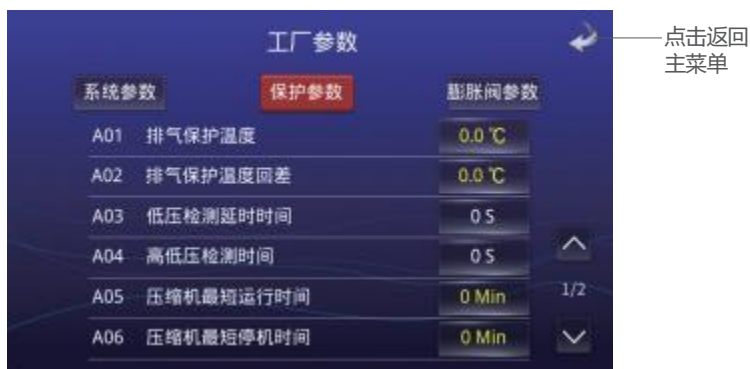 工厂参数
点击返回
主菜单
系统参数 保护参数 膨胀阀参数
A01 排气保护温度 0.0 ℃
A02 排气保护温度回差 0.0 ℃
A03 低压检测延时时间 0 S
A04 高低压检测时间 0 S
A05 压缩机最短运行时间 0 Min
1/2
A06 压缩机最短停机时间 0 Min